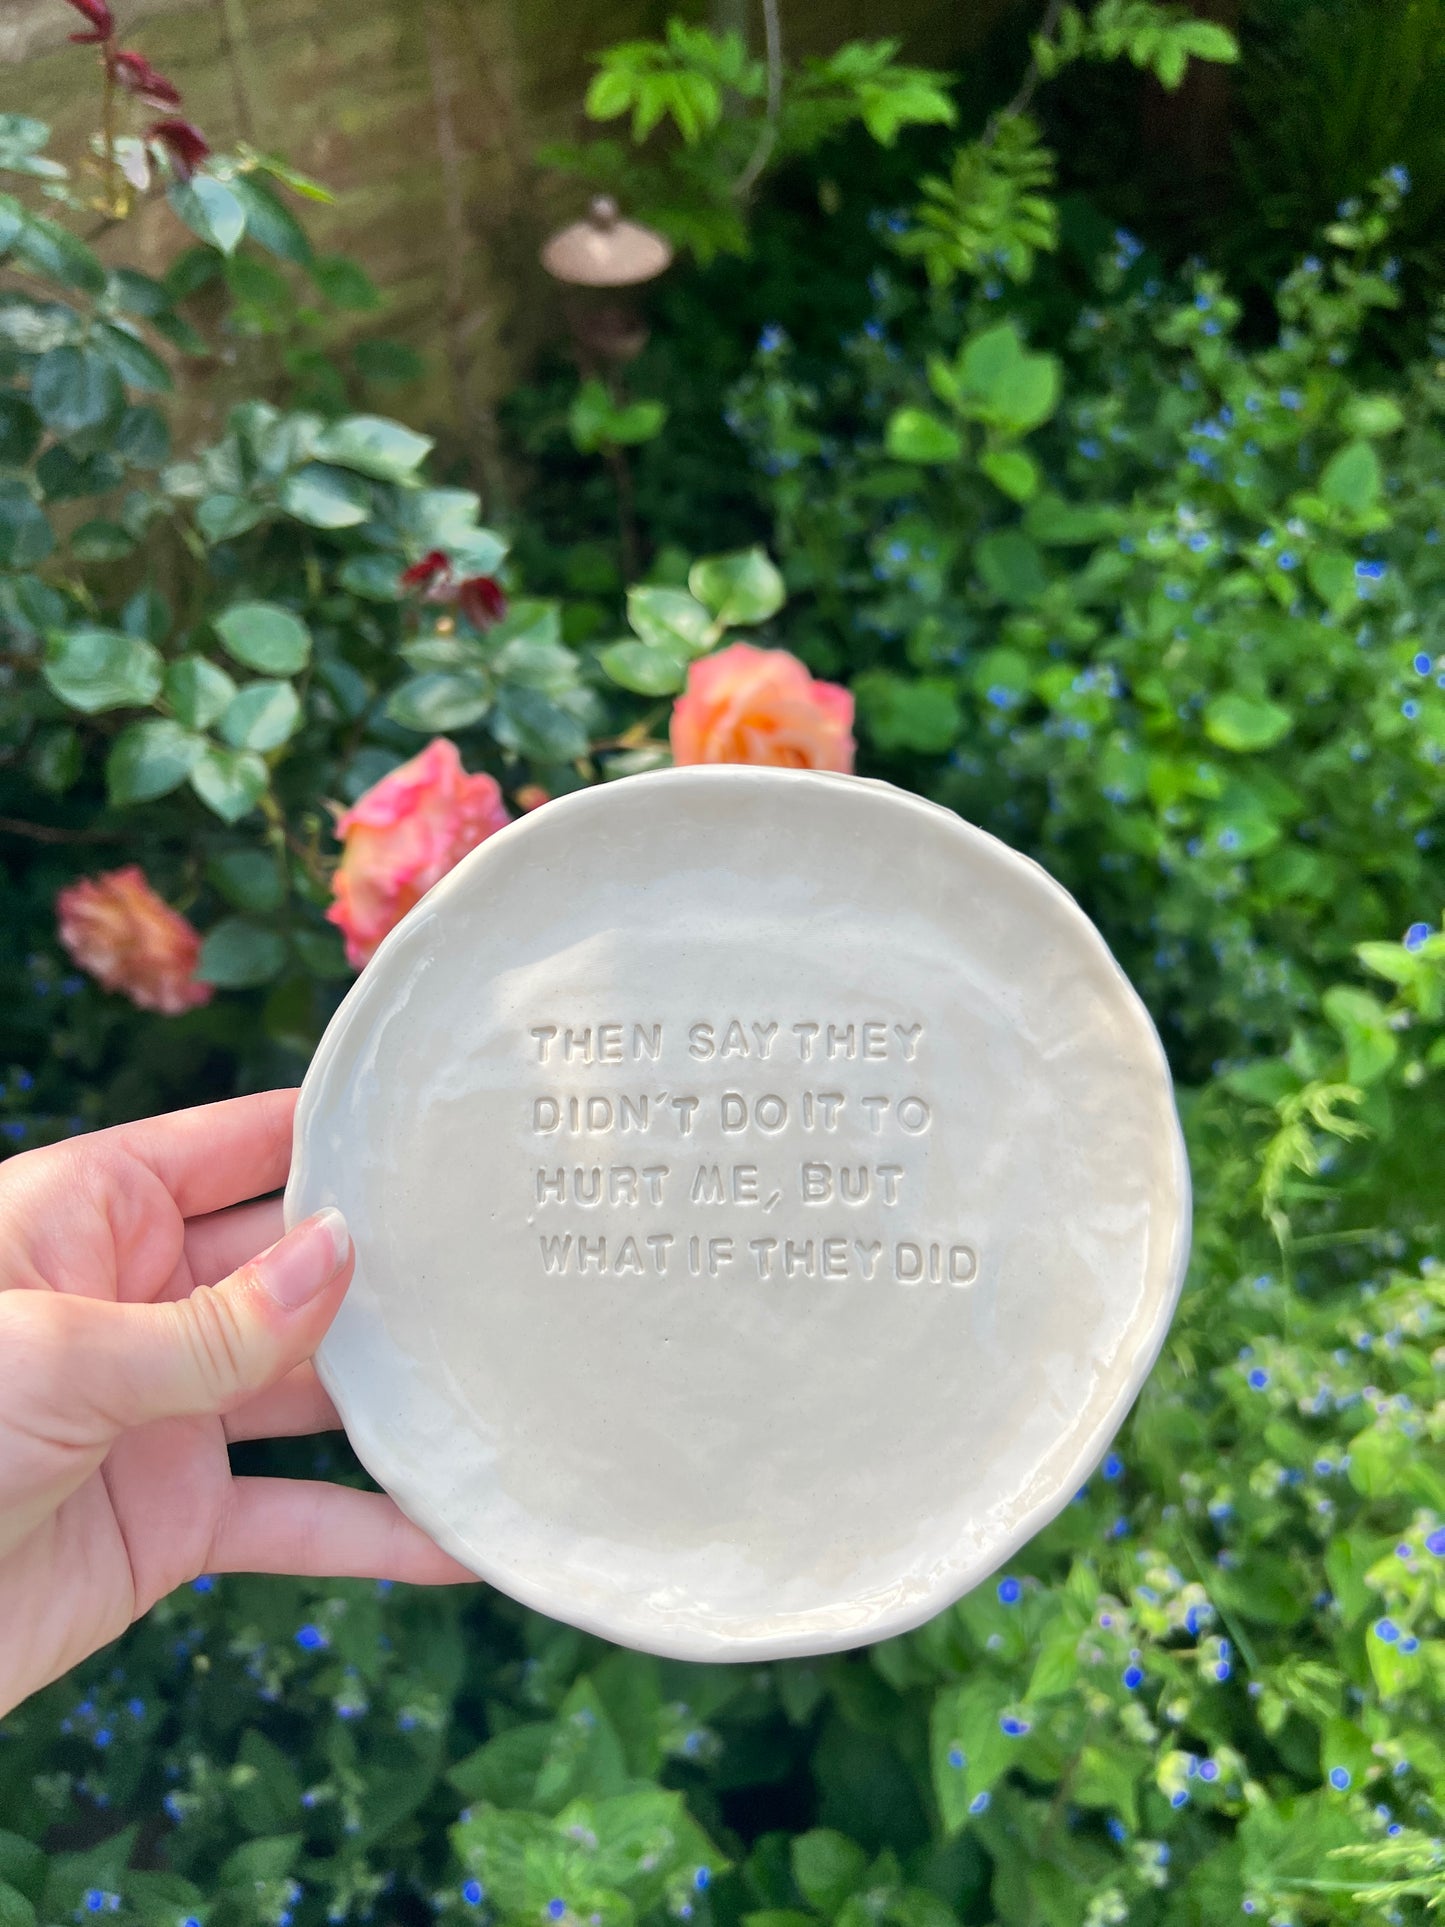 THEN SAY THEY
DIDN´T DO IT TO
HURT ME, BUT
WHAT IF THEY DID